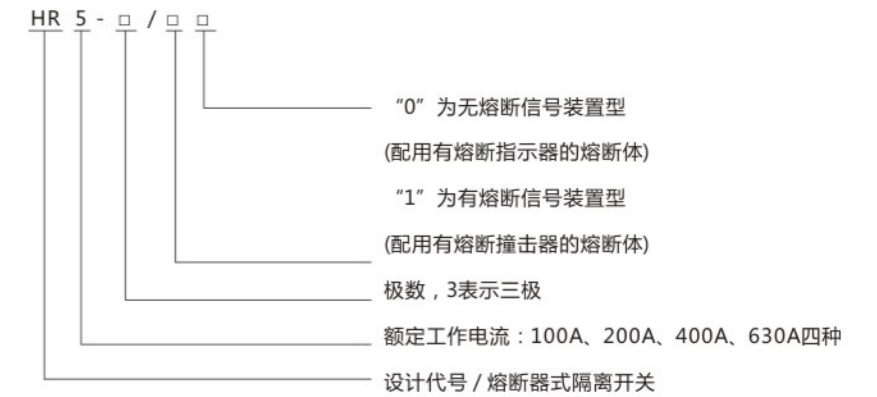 HR 5 - □ / □ □
“0”为无熔断信号装置型
(配用有熔断指示器的熔断体)
“1”为有熔断信号装置型
(配用有熔断撞击器的熔断体)
极数，3表示三极
额定工作电流：100A、200A、400A、630A四种
设计代号 / 熔断器式隔离开关